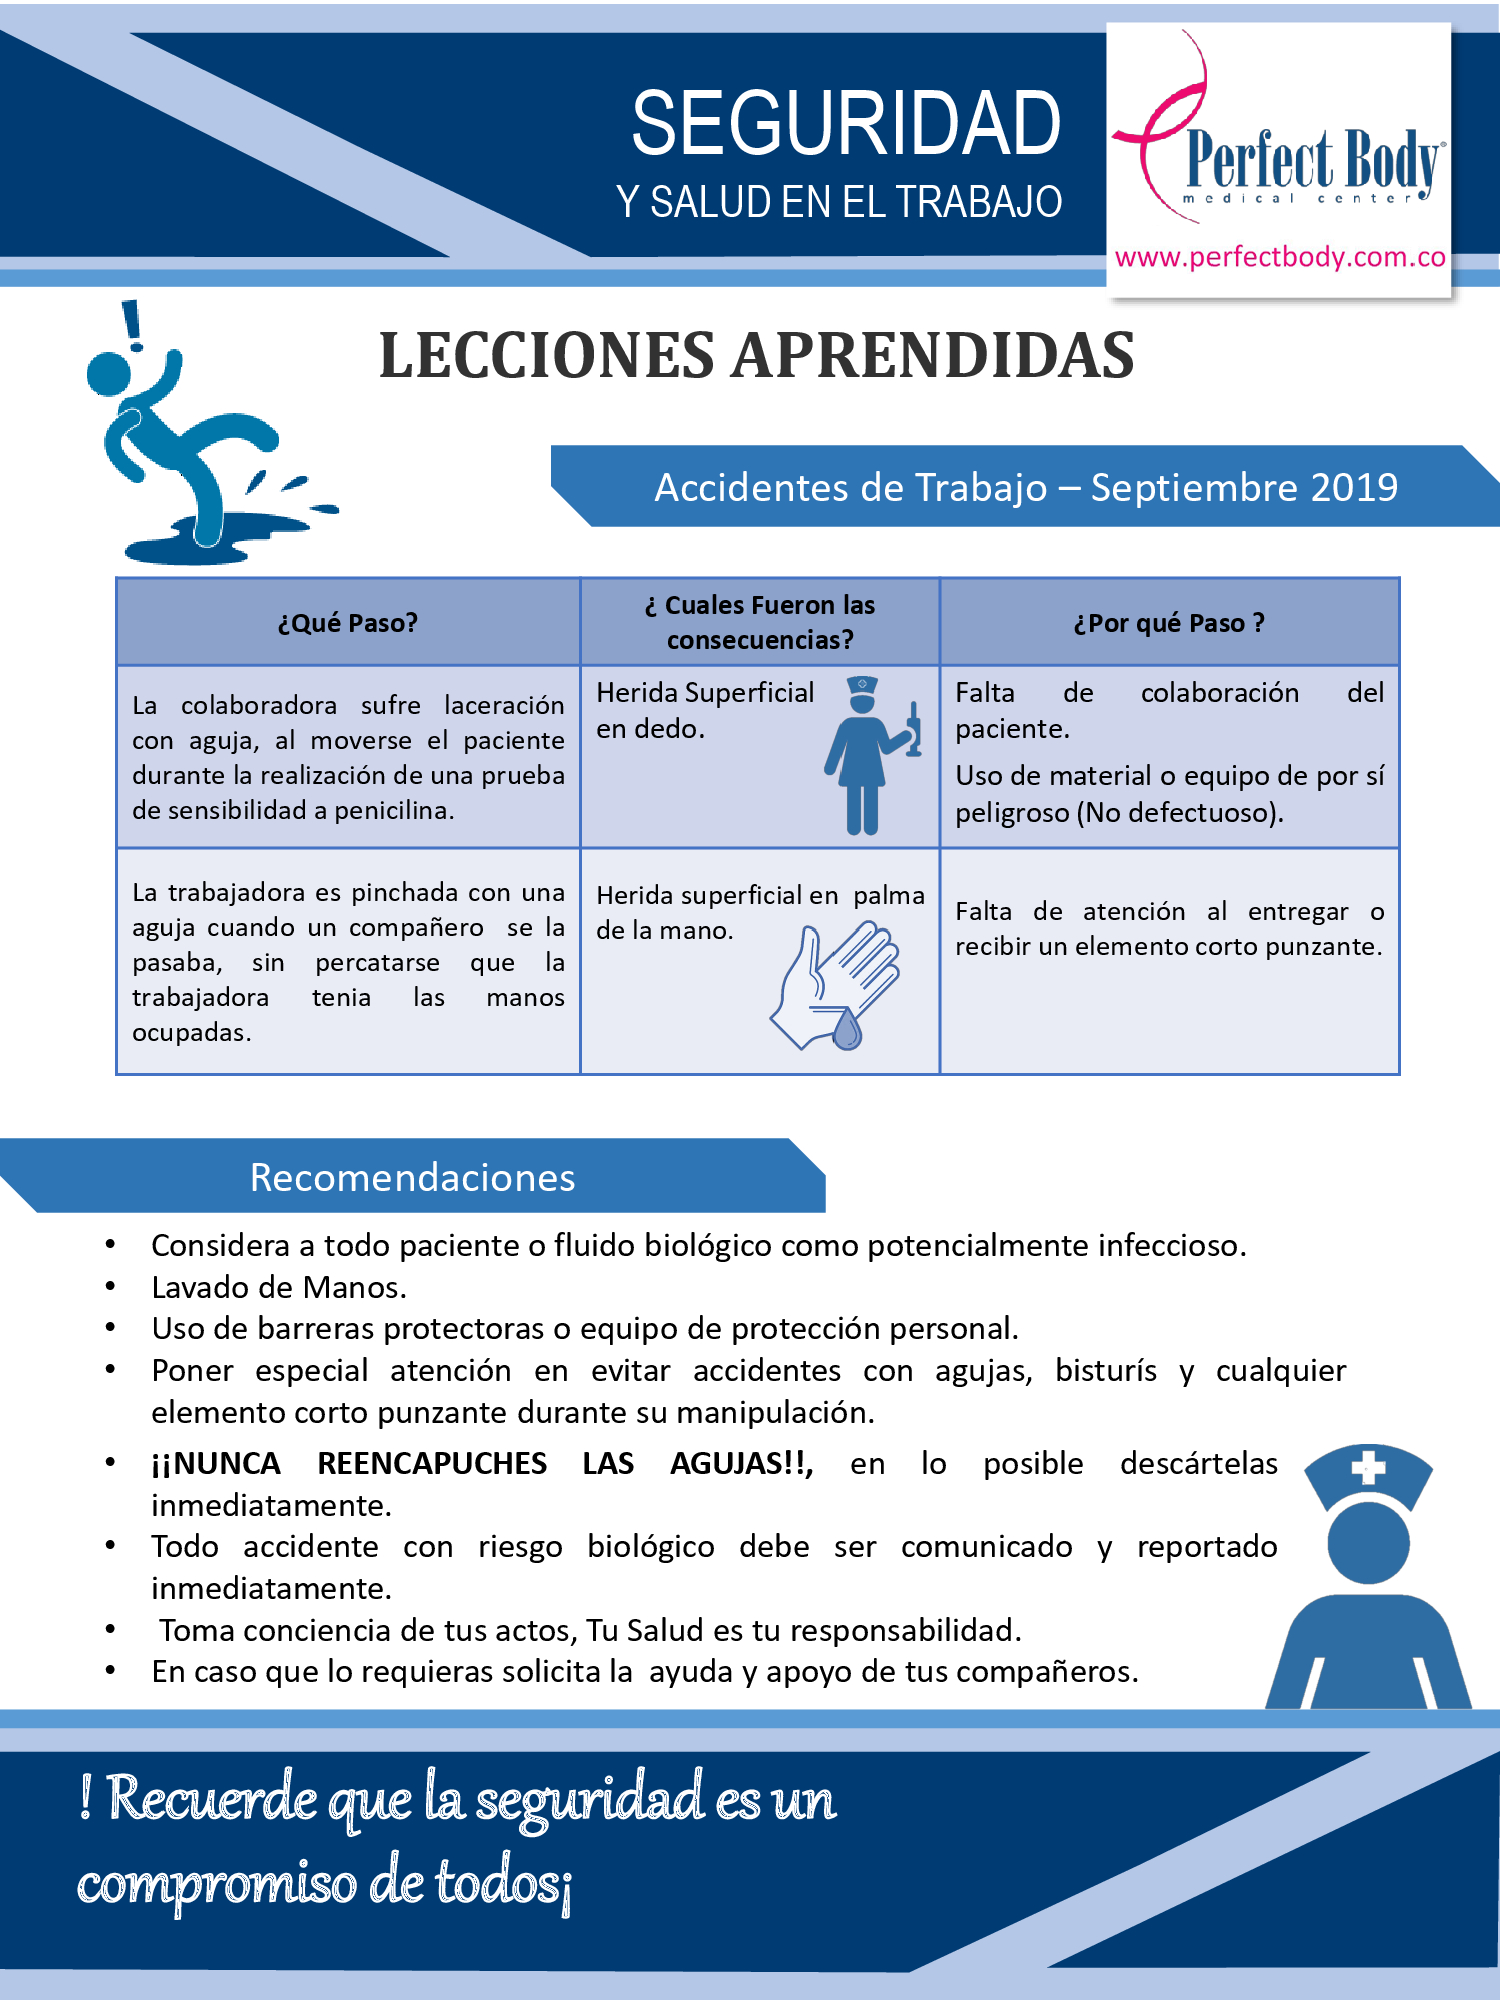 SEGURIDAD
Y SALUD EN EL TRABAJO
Perfect Body®
medical center
www.perfectbody.com.co
LECCIONES APRENDIDAS
Accidentes de Trabajo – Septiembre 2019
¿Qué Paso?
¿ Cuales Fueron las
consecuencias?
¿Por qué Paso ?
La colaboradora sufre laceración
con aguja, al moverse el paciente
durante la realización de una prueba
de sensibilidad a penicilina.
Herida Superficial
en dedo.
Falta de colaboración del
paciente.
Uso de material o equipo de por sí
peligroso (No defectuoso).
La trabajadora es pinchada con una
aguja cuando un compañero se la
pasaba, sin percatarse que la
trabajadora tenia las manos
ocupadas.
Herida superficial en palma
de la mano.
Falta de atención al entregar o
recibir un elemento corto punzante.
Recomendaciones
• Considera a todo paciente o fluido biológico como potencialmente infeccioso.
• Lavado de Manos.
• Uso de barreras protectoras o equipo de protección personal.
• Poner especial atención en evitar accidentes con agujas, bisturís y cualquier
elemento corto punzante durante su manipulación.
• ¡¡NUNCA REENCAPUCHES LAS AGUJAS!!, en lo posible descártelas
inmediatamente.
• Todo accidente con riesgo biológico debe ser comunicado y reportado
inmediatamente.
• Toma conciencia de tus actos, Tu Salud es tu responsabilidad.
• En caso que lo requieras solicita la ayuda y apoyo de tus compañeros.
! Recuerde que la seguridad es un
compromiso de todos¡